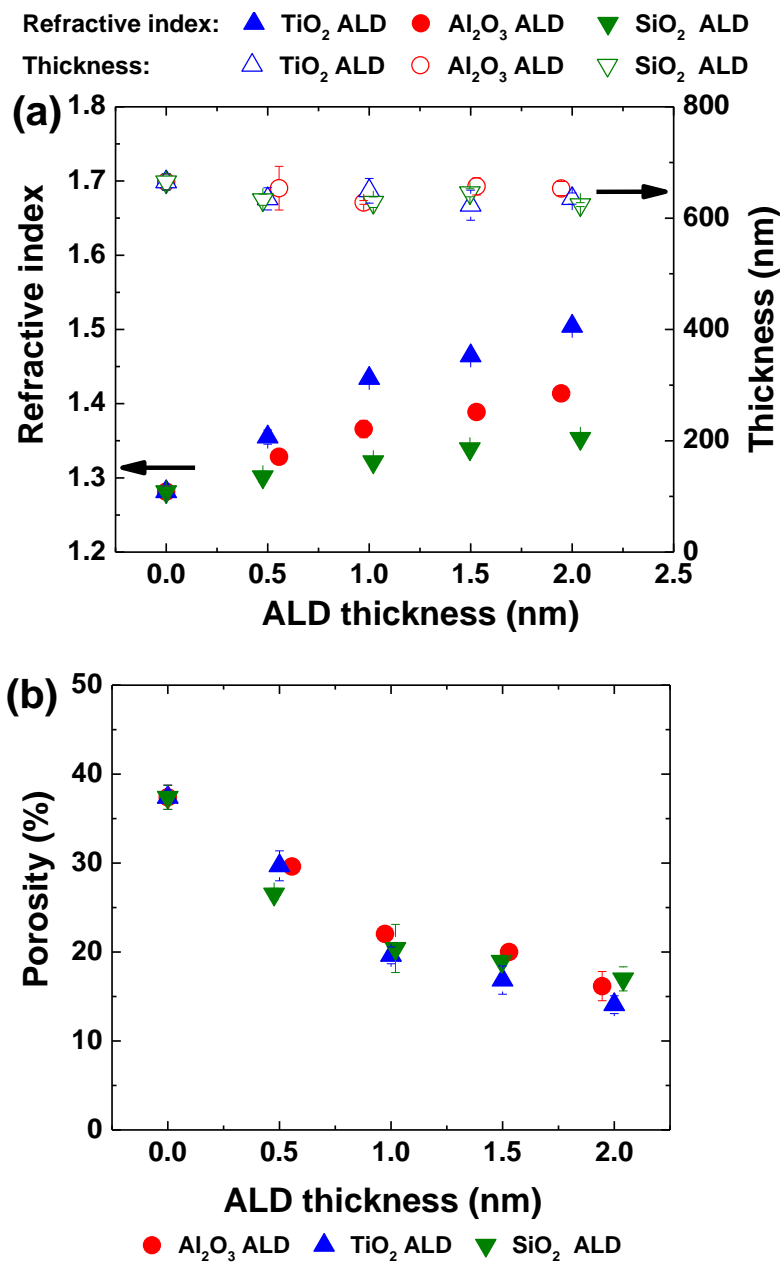 Refractive index: TiO₂ ALD Al₂O₃ ALD SiO₂ ALD
Thickness: TiO₂ ALD Al₂O₃ ALD SiO₂ ALD
(a)
1.8
1.7
1.6
1.5
1.4
1.3
1.2
Refractive index
800
600
400
200
0
Thickness (nm)
0.0 0.5 1.0 1.5 2.0 2.5
ALD thickness (nm)
(b)
50
40
30
20
10
0
Porosity (%)
0.0 0.5 1.0 1.5 2.0
ALD thickness (nm)
Al₂O₃ ALD TiO₂ ALD SiO₂ ALD